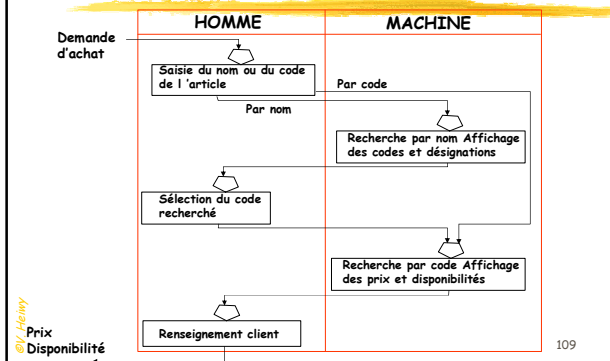 HOMME
MACHINE
Demande
d'achat
Saisie du nom ou du code
de l 'article
Par code
Par nom
Recherche par nom Affichage
des codes et désignations
Sélection du code
recherché
Recherche par code Affichage
des prix et disponibilités
Renseignement client
Prix
Disponibilité
©V. Heiwy
109